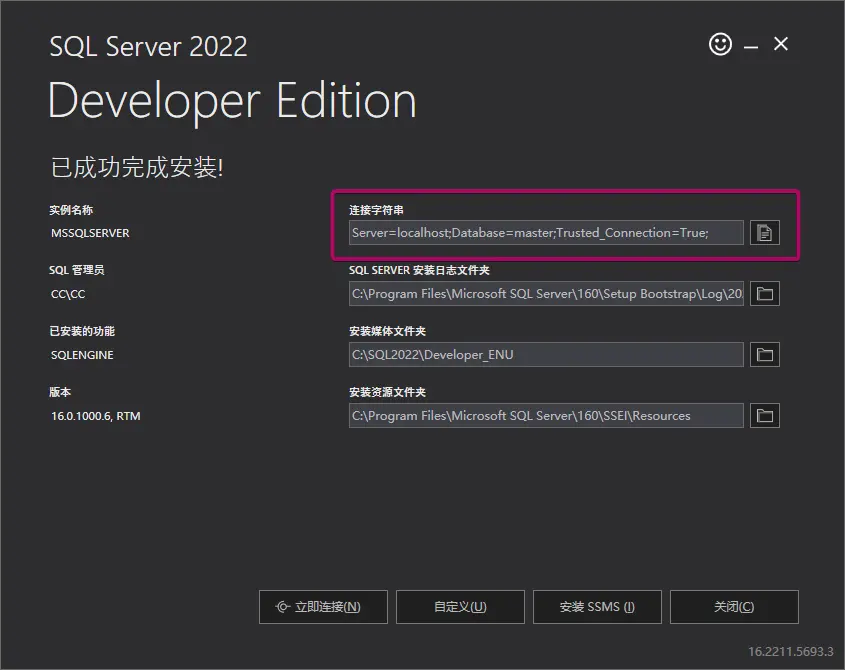 SQL Server 2022
Developer Edition
已成功完成安装!
实例名称
MSSQLSERVER
连接字符串
Server=localhost;Database=master;Trusted_Connection=True;
SQL 管理员
CC\CC
SQL SERVER 安装日志文件夹
C:\Program Files\Microsoft SQL Server\160\Setup Bootstrap\Log\20
已安装的功能
SQLENGINE
安装媒体文件夹
C:\SQL2022\Developer_ENU
版本
16.0.1000.6, RTM
安装资源文件夹
C:\Program Files\Microsoft SQL Server\160\SSEI\Resources
立即连接(N)
自定义(U)
安装 SSMS (I)
关闭(C)
16.2211.5693.3